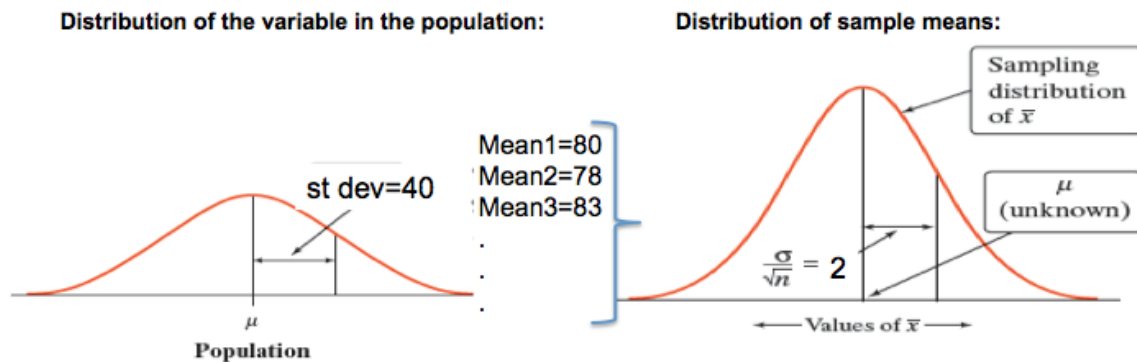 Distribution of the variable in the population:
st dev=40
μ
Population
Mean1=80
Mean2=78
Mean3=83
.
.
.
Distribution of sample means:
Sampling
distribution
of x̄
μ
(unknown)
σ/√n = 2
Values of x̄